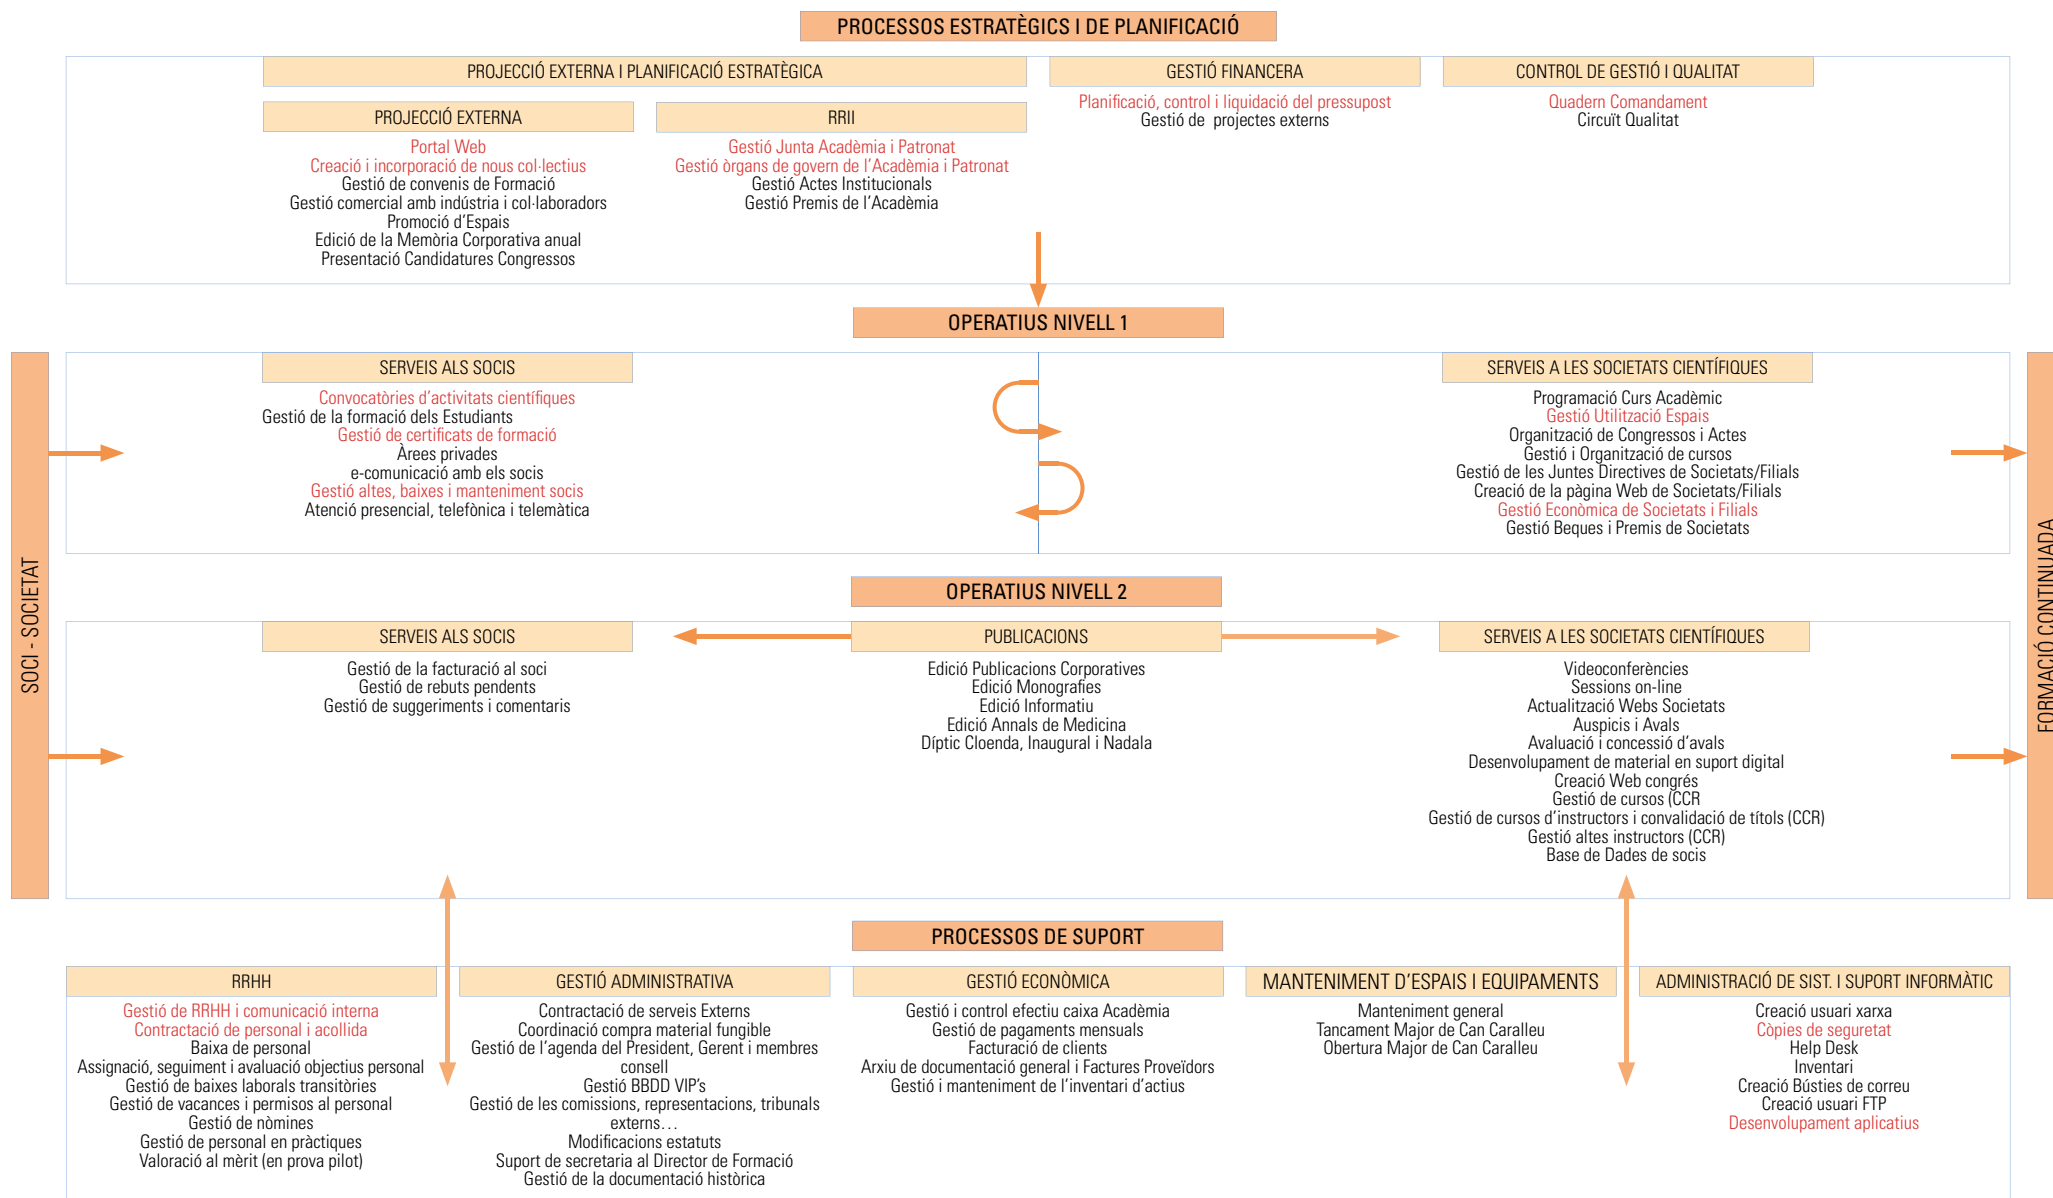 PROCESSOS ESTRATÈGICS I DE PLANIFICACIÓ
PROJECCIÓ EXTERNA I PLANIFICACIÓ ESTRATÈGICA
PROJECCIÓ EXTERNA
Portal Web
Creació i incorporació de nous col·lectius
Gestió de convenis de Formació
Gestió comercial amb indústria i col·laboradors
Promoció d'Espais
Edició de la Memòria Corporativa anual
Presentació Candidatures Congressos
RRII
Gestió Junta Acadèmia i Patronat
Gestió òrgans de govern de l'Acadèmia i Patronat
Gestió Actes Institucionals
Gestió Premis de l'Acadèmia
GESTIÓ FINANCERA
Planificació, control i liquidació del pressupost
Gestió de projectes externs
CONTROL DE GESTIÓ I QUALITAT
Quadern Comandament
Circuït Qualitat
OPERATIUS NIVELL 1
SOCI - SOCIETAT
SERVEIS ALS SOCIS
Convocatòries d'activitats científiques
Gestió de la formació dels Estudiants
Gestió de certificats de formació
Àrees privades
e-comunicació amb els socis
Gestió altes, baixes i manteniment socis
Atenció presencial, telefònica i telemàtica
SERVEIS A LES SOCIETATS CIENTÍFIQUES
Programació Curs Acadèmic
Gestió Utilització Espais
Organització de Congressos i Actes
Gestió i Organització de cursos
Gestió de les Juntes Directives de Societats/Filials
Creació de la pàgina Web de Societats/Filials
Gestió Econòmica de Societats i Filials
Gestió Beques i Premis de Societats
FORMACIÓ CONTINUADA
OPERATIUS NIVELL 2
SERVEIS ALS SOCIS
Gestió de la facturació al soci
Gestió de rebuts pendents
Gestió de suggeriments i comentaris
PUBLICACIONS
Edició Publicacions Corporatives
Edició Monografies
Edició Informatiu
Edició Annals de Medicina
Díptic Cloenda, Inaugural i Nadala
SERVEIS A LES SOCIETATS CIENTÍFIQUES
Videoconferències
Sessions on-line
Actualització Webs Societats
Auspicis i Avals
Avaluació i concessió d'avals
Desenvolupament de material en suport digital
Creació Web congrés
Gestió de cursos (CCR
Gestió de cursos d'instructors i convalidació de títols (CCR)
Gestió altes instructors (CCR)
Base de Dades de socis
PROCESSOS DE SUPORT
RRHH
Gestió de RRHH i comunicació interna
Contractació de personal i acollida
Baixa de personal
Assignació, seguiment i avaluació objectius personal
Gestió de baixes laborals transitòries
Gestió de vacances i permisos al personal
Gestió de nòmines
Gestió de personal en pràctiques
Valoració al mèrit (en prova pilot)
GESTIÓ ADMINISTRATIVA
Contractació de serveis Externs
Coordinació compra material fungible
Gestió de l'agenda del President, Gerent i membres
consell
Gestió BBDD VIP's
Gestió de les comissions, representacions, tribunals
externs…
Modificacions estatuts
Suport de secretaria al Director de Formació
Gestió de la documentació històrica
GESTIÓ ECONÒMICA
Gestió i control efectiu caixa Acadèmia
Gestió de pagaments mensuals
Facturació de clients
Arxiu de documentació general i Factures Proveïdors
Gestió i manteniment de l'inventari d'actius
MANTENIMENT D'ESPAIS I EQUIPAMENTS
Manteniment general
Tancament Major de Can Caralleu
Obertura Major de Can Caralleu
ADMINISTRACIÓ DE SIST. I SUPORT INFORMÀTIC
Creació usuari xarxa
Còpies de seguretat
Help Desk
Inventari
Creació Bústies de correu
Creació usuari FTP
Desenvolupament aplicatius